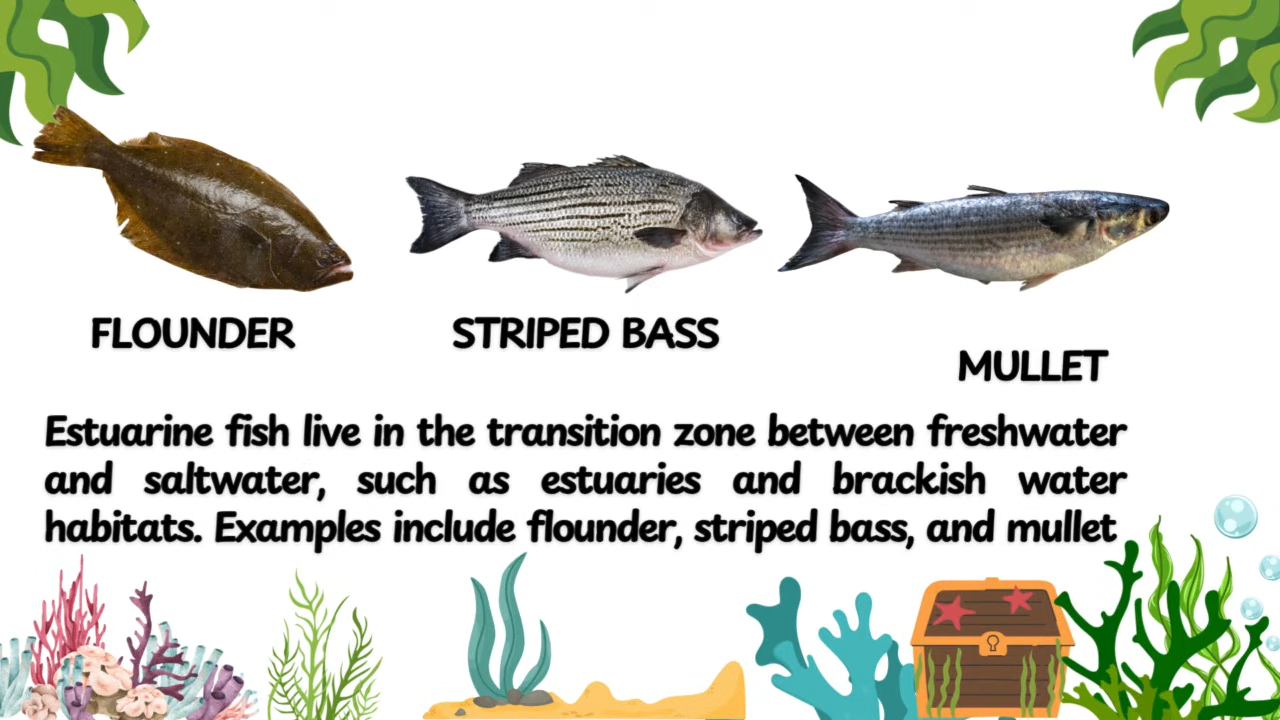 FLOUNDER
STRIPED BASS
MULLET
Estuarine fish live in the transition zone between freshwater
and saltwater, such as estuaries and brackish water
habitats. Examples include flounder, striped bass, and mullet